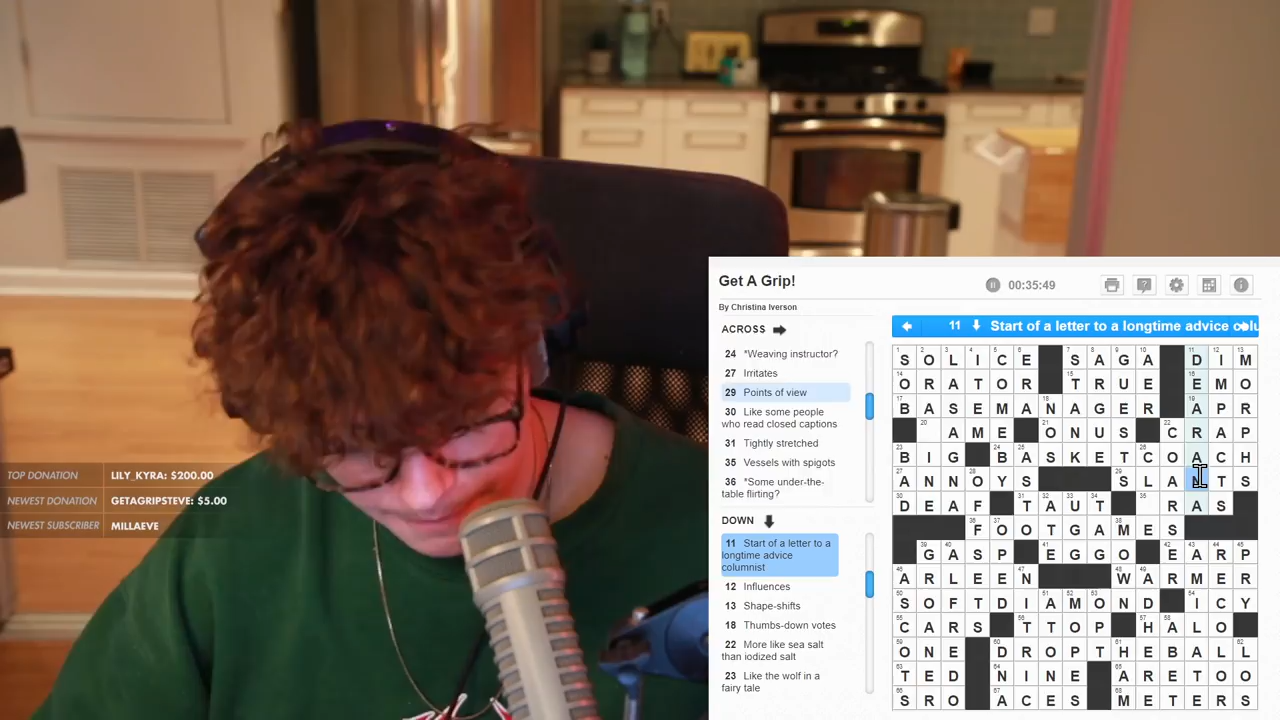 Get A Grip!
00:35:49
By Christina Iverson
ACROSS
24 *Weaving instructor?
27 Irritates
29 Points of view
30 Like some people
who read closed captions
31 Tightly stretched
35 Vessels with spigots
36 *Some under-the-
table flirting?
DOWN
11 Start of a letter to a
longtime advice
columnist
12 Influences
13 Shape-shifts
18 Thumbs-down votes
22 More like sea salt
than iodized salt
23 Like the wolf in a
fairy tale
11 Start of a letter to a longtime advice
S O L I C E S A G A D I M
O R A T O R T R U E E M O
B A S E M A N A G E R A P R
A M E O N U S C R A P
B I G B A S K E T C O A C H
A N N O Y S S L A N T S
D E A F T A U T R A S
F O O T G A M E S
G A S P E G G O E A R P
A R L E E N W A R M E R
S O F T D I A M O N D I C Y
C A R S T T O P H A L O
O N E D R O P T H E B A L L
T E D N I N E A R E T O O
S R O A C E S M E T E R S
TOP DONATION LILY_KYRA: $200.00
NEWEST DONATION GETAGRIPSTEVE: $5.00
NEWEST SUBSCRIBER MILLAEVE